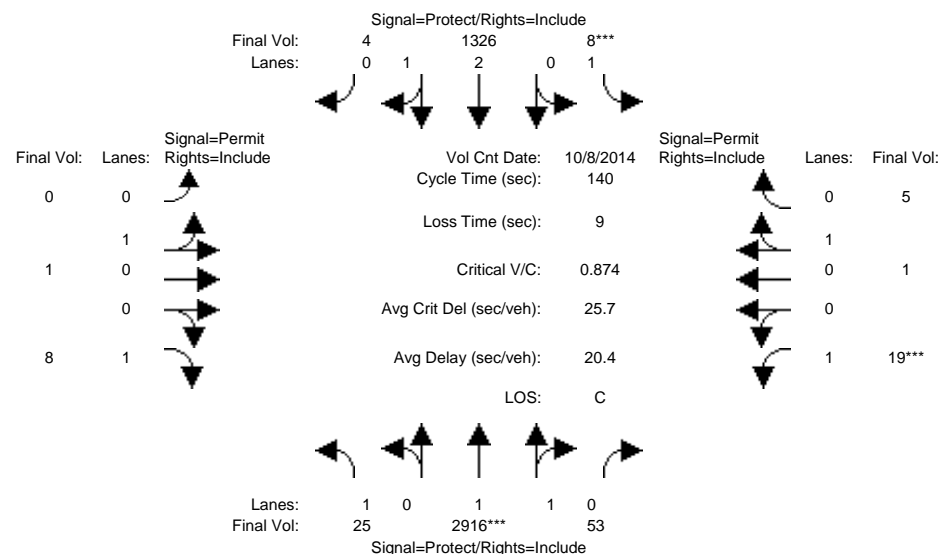 Signal=Protect/Rights=Include
Final Vol: 4 1326 8***
Lanes: 0 1 2 0 1
Signal=Permit
Final Vol: Lanes: Rights=Include
Vol Cnt Date: 10/8/2014
Signal=Permit
Rights=Include Lanes: Final Vol:
Cycle Time (sec): 140
0 0
0 5
Loss Time (sec): 9
1
1
1 0
Critical V/C: 0.874
0 1
0
Avg Crit Del (sec/veh): 25.7
0
8 1
Avg Delay (sec/veh): 20.4
1 19***
LOS: C
Lanes: 1 0 1 1 0
Final Vol: 25 2916*** 53
Signal=Protect/Rights=Include